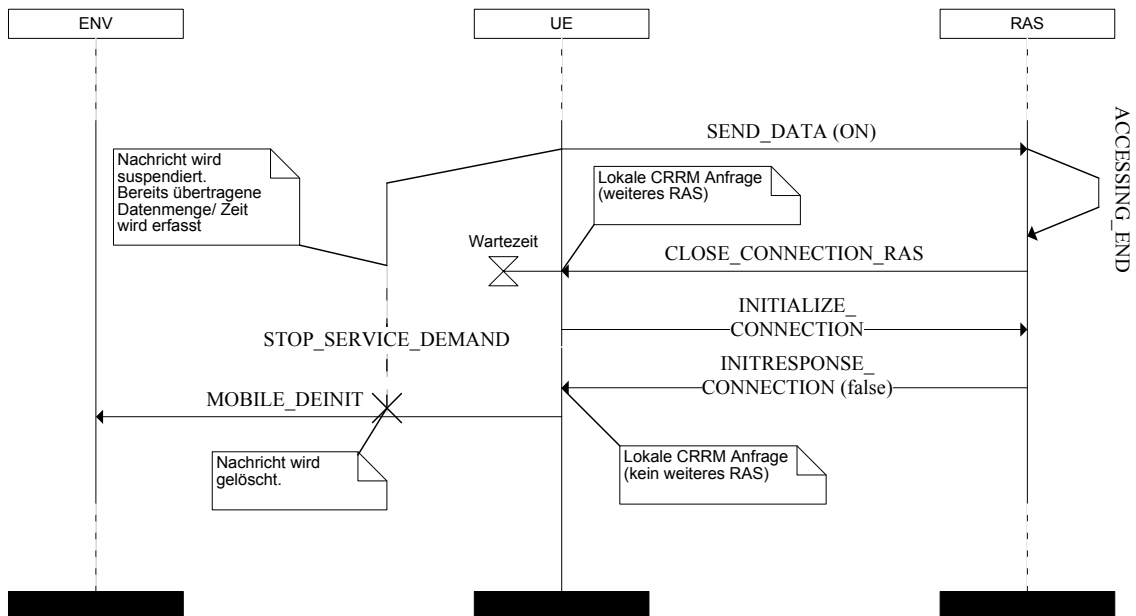 ENV
UE
RAS
SEND_DATA (ON)
ACCESSING_END
Nachricht wird
suspendiert.
Bereits übertragene
Datenmenge/ Zeit
wird erfasst
Lokale CRRM Anfrage
(weiteres RAS)
Wartezeit
CLOSE_CONNECTION_RAS
INITIALIZE_
CONNECTION
STOP_SERVICE_DEMAND
INITRESPONSE_
CONNECTION (false)
MOBILE_DEINIT
Nachricht wird
gelöscht.
Lokale CRRM Anfrage
(kein weiteres RAS)